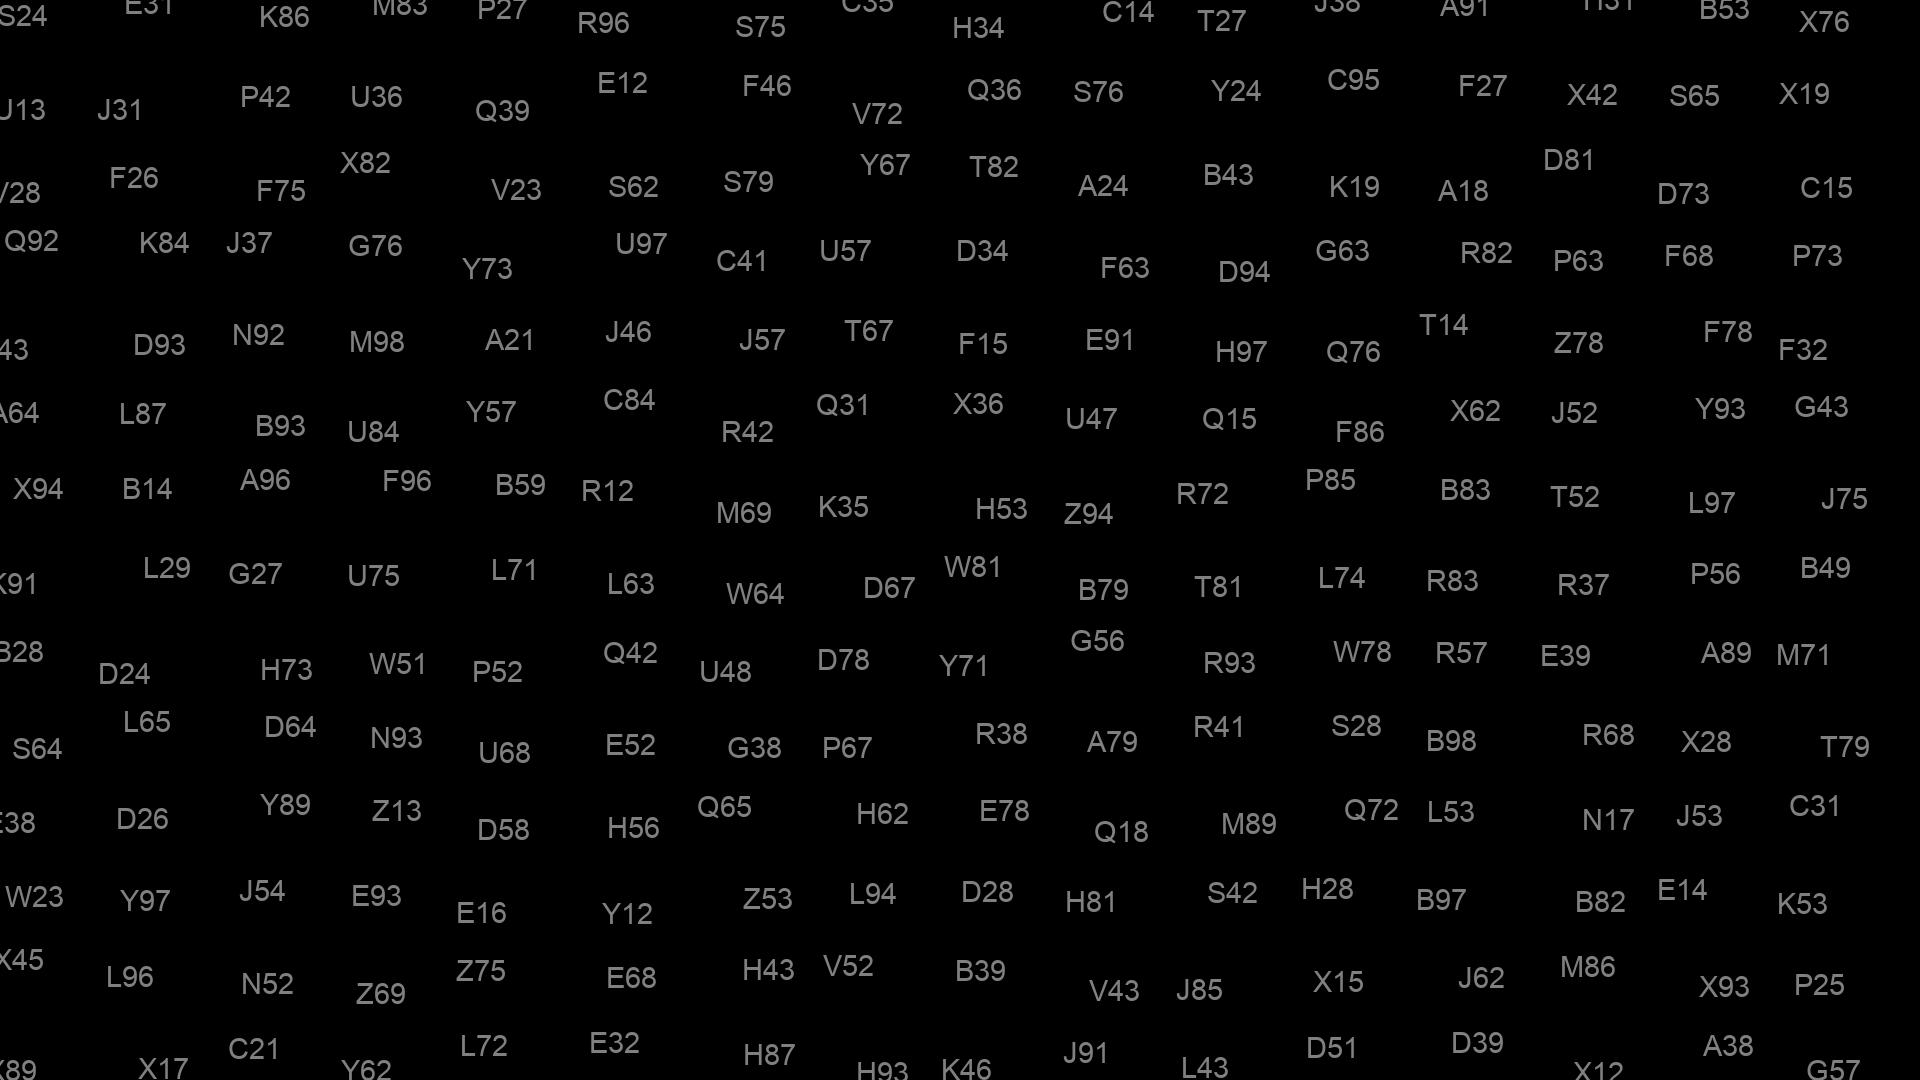 S24 E31 K86 M83 P27 R96 S75 C35 H34 C14 T27 J38 A91 H31 B53 X76
U13 J31 P42 U36 Q39 E12 F46 V72 Q36 S76 Y24 C95 F27 X42 S65 X19
V28 F26 F75 X82 V23 S62 S79 Y67 T82 A24 B43 K19 A18 D81 D73 C15
Q92 K84 J37 G76 Y73 U97 C41 U57 D34 F63 D94 G63 R82 P63 F68 P73
43 D93 N92 M98 A21 J46 J57 T67 F15 E91 H97 Q76 T14 Z78 F78 F32
A64 L87 B93 U84 Y57 C84 R42 Q31 X36 U47 Q15 F86 X62 J52 Y93 G43
X94 B14 A96 F96 B59 R12 M69 K35 H53 Z94 R72 P85 B83 T52 L97 J75
K91 L29 G27 U75 L71 L63 W64 D67 W81 B79 T81 L74 R83 R37 P56 B49
B28 D24 H73 W51 P52 Q42 U48 D78 Y71 G56 R93 W78 R57 E39 A89 M71
S64 L65 D64 N93 U68 E52 G38 P67 R38 A79 R41 S28 B98 R68 X28 T79
E38 D26 Y89 Z13 D58 H56 Q65 H62 E78 Q18 M89 Q72 L53 N17 J53 C31
W23 Y97 J54 E93 E16 Y12 Z53 L94 D28 H81 S42 H28 B97 B82 E14 K53
X45 L96 N52 Z69 Z75 E68 H43 V52 B39 V43 J85 X15 J62 M86 X93 P25
89 X17 C21 Y62 L72 E32 H87 H93 K46 J91 L43 D51 D39 X12 A38 G57